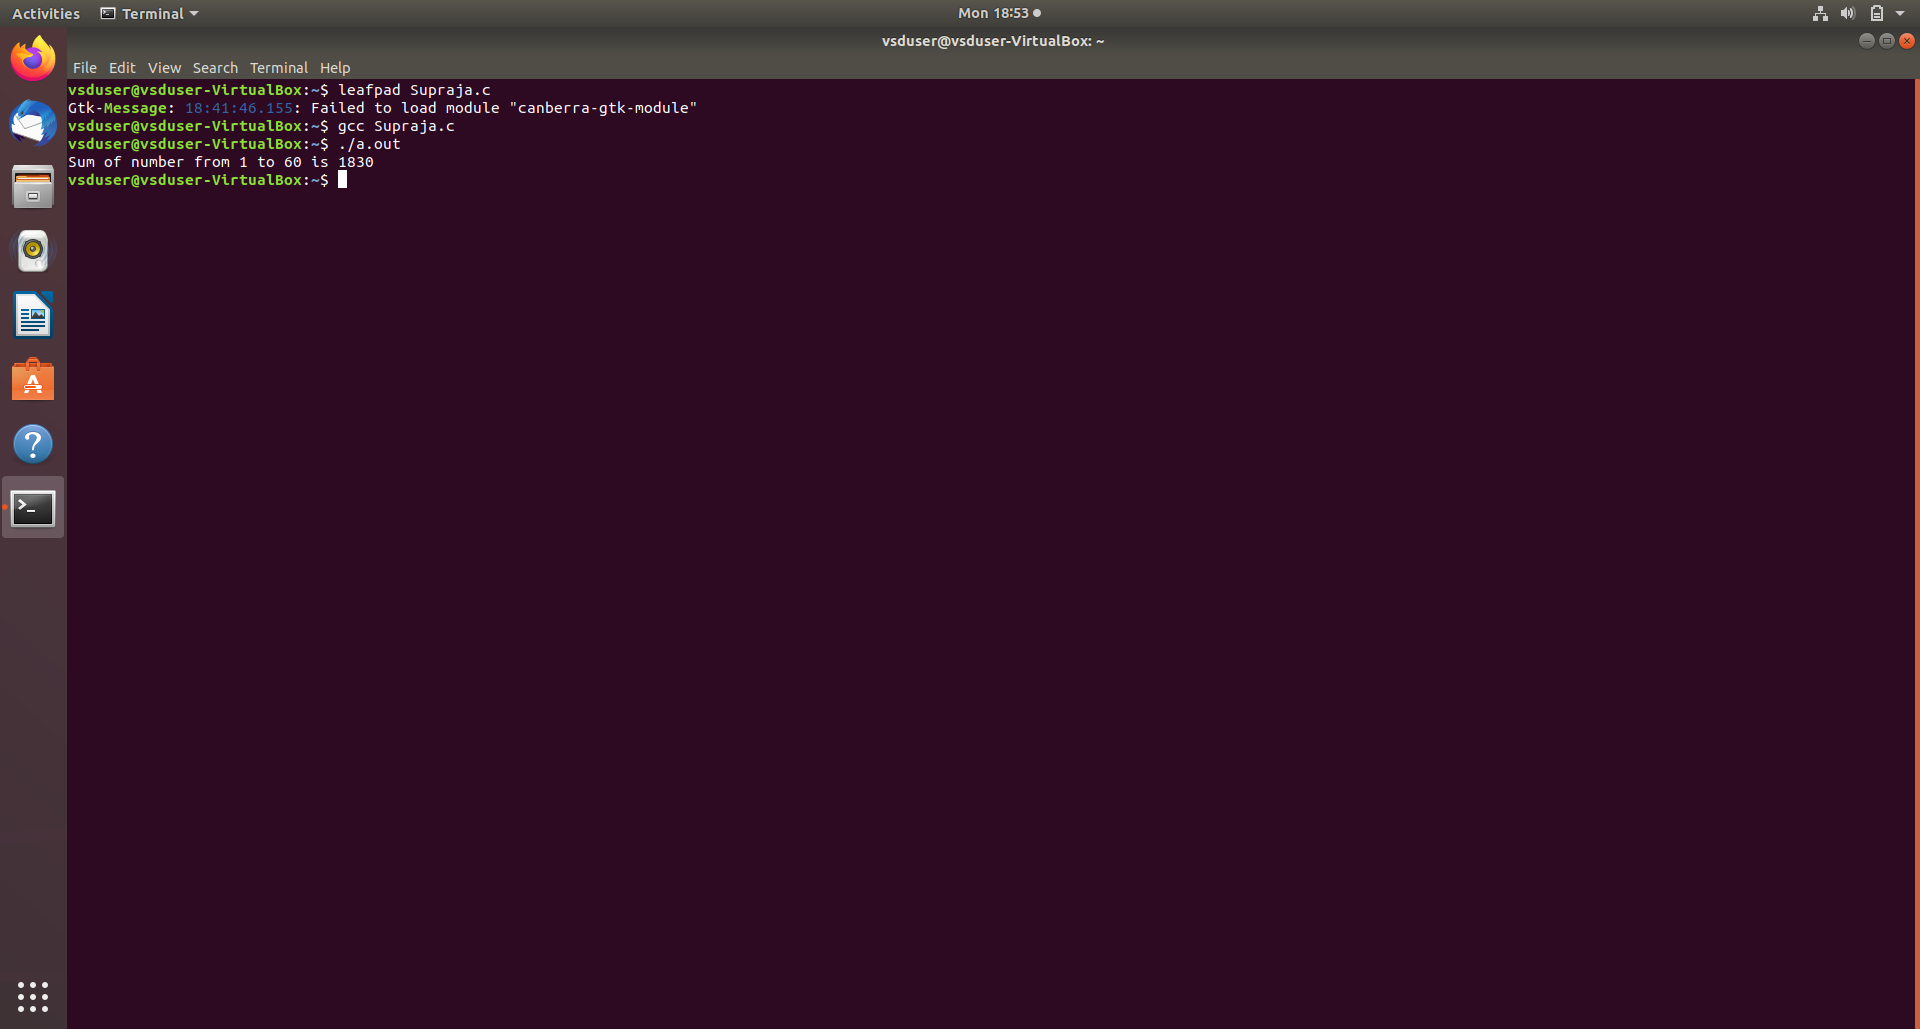 Activities Terminal Mon 18:53
vsduser@vsduser-VirtualBox: ~
File Edit View Search Terminal Help
vsduser@vsduser-VirtualBox:~$ leafpad Supraja.c
Gtk-Message: 18:41:46.155: Failed to load module "canberra-gtk-module"
vsduser@vsduser-VirtualBox:~$ gcc Supraja.c
vsduser@vsduser-VirtualBox:~$ ./a.out
Sum of number from 1 to 60 is 1830
vsduser@vsduser-VirtualBox:~$